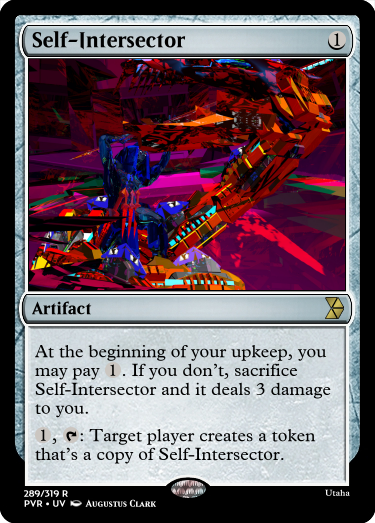 Self-Intersector 1
Artifact
At the beginning of your upkeep, you
may pay 1. If you don't, sacrifice
Self-Intersector and it deals 3 damage
to you.
1, T: Target player creates a token
that's a copy of Self-Intersector.
289/319 R
PVR • UV Augustus Clark
Utaha